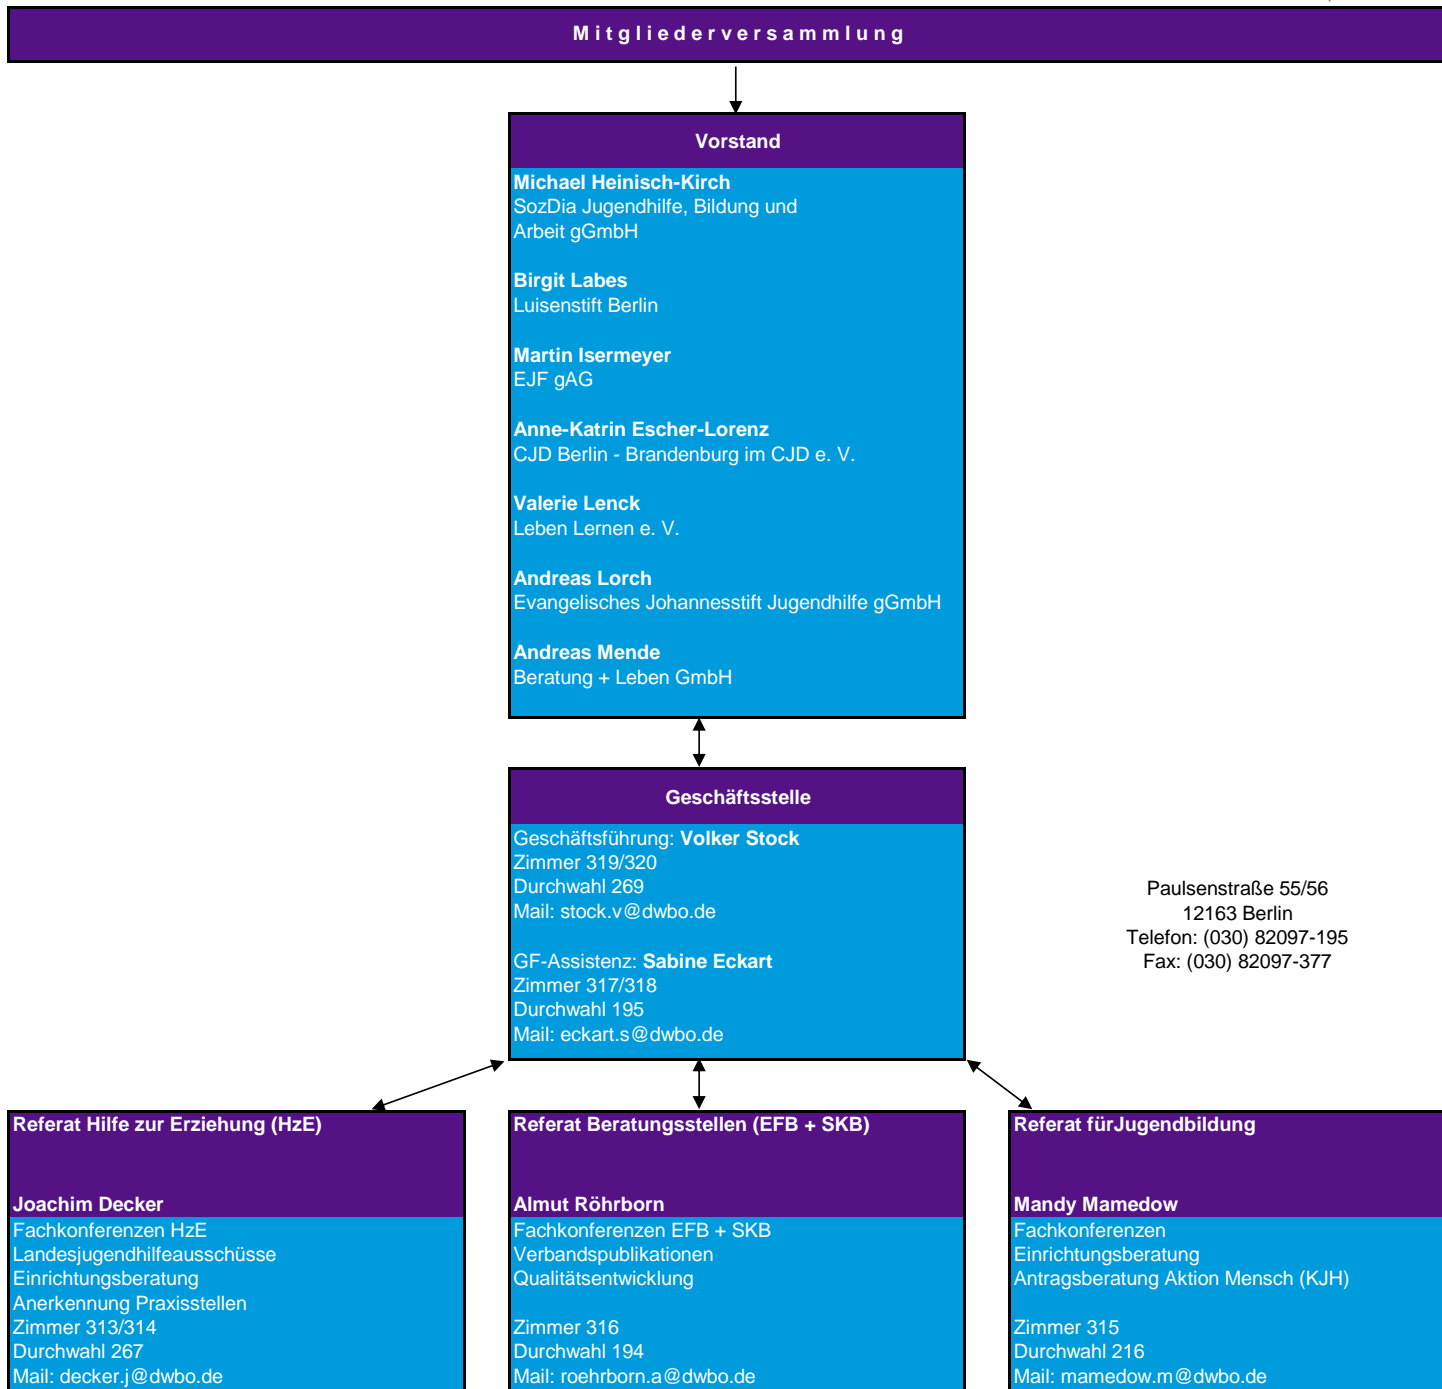 Mitgliederversammlung
Vorstand
Michael Heinisch-Kirch
SozDia Jugendhilfe, Bildung und
Arbeit gGmbH
Birgit Labes
Luisenstift Berlin
Martin Isermeyer
EJF gAG
Anne-Katrin Escher-Lorenz
CJD Berlin - Brandenburg im CJD e. V.
Valerie Lenck
Leben Lernen e. V.
Andreas Lorch
Evangelisches Johannesstift Jugendhilfe gGmbH
Andreas Mende
Beratung + Leben GmbH
Geschäftsstelle
Geschäftsführung: Volker Stock
Zimmer 319/320
Durchwahl 269
Mail: stock.v@dwbo.de
GF-Assistenz: Sabine Eckart
Zimmer 317/318
Durchwahl 195
Mail: eckart.s@dwbo.de
Paulsenstraße 55/56
12163 Berlin
Telefon: (030) 82097-195
Fax: (030) 82097-377
Referat Hilfe zur Erziehung (HzE)
Joachim Decker
Fachkonferenzen HzE
Landesjugendhilfeausschüsse
Einrichtungsberatung
Anerkennung Praxisstellen
Zimmer 313/314
Durchwahl 267
Mail: decker.j@dwbo.de
Referat Beratungsstellen (EFB + SKB)
Almut Röhrborn
Fachkonferenzen EFB + SKB
Verbandspublikationen
Qualitätsentwicklung
Zimmer 316
Durchwahl 194
Mail: roehrborn.a@dwbo.de
Referat fürJugendbildung
Mandy Mamedow
Fachkonferenzen
Einrichtungsberatung
Antragsberatung Aktion Mensch (KJH)
Zimmer 315
Durchwahl 216
Mail: mamedow.m@dwbo.de